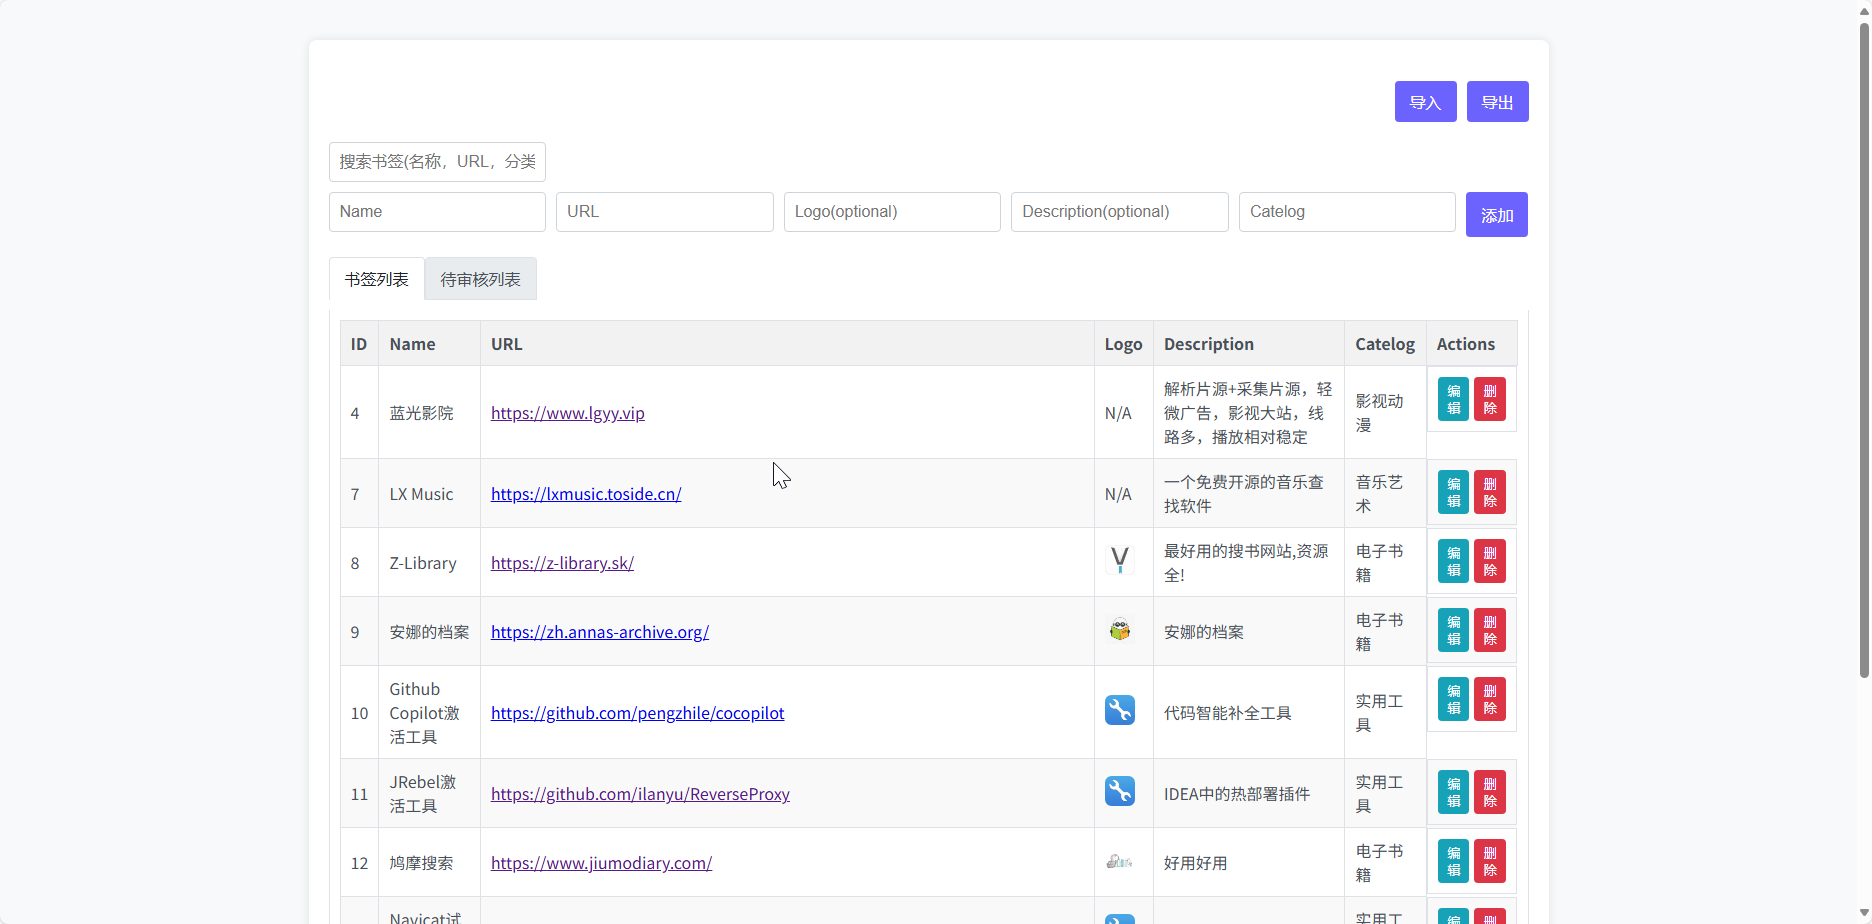 导入 导出
搜索书签(名称，URL，分类
Name URL Logo(optional) Description(optional) Catelog 添加
书签列表 待审核列表
ID Name URL Logo Description Catelog Actions
4 蓝光影院 https://www.lgyy.vip N/A 解析片源+采集片源，轻微广告，影视大站，线路多，播放相对稳定 影视动漫 编辑 删除
7 LX Music https://lxmusic.toside.cn/ N/A 一个免费开源的音乐查找软件 音乐艺术 编辑 删除
8 Z-Library https://z-library.sk/ 最好用的搜书网站,资源全! 电子书籍 编辑 删除
9 安娜的档案 https://zh.annas-archive.org/ 安娜的档案 电子书籍 编辑 删除
10 Github Copilot激活工具 https://github.com/pengzhile/cocopilot 代码智能补全工具 实用工具 编辑 删除
11 JRebel激活工具 https://github.com/ilanyu/ReverseProxy IDEA中的热部署插件 实用工具 编辑 删除
12 鸠摩搜索 https://www.jiumodiary.com/ 好用好用 电子书籍 编辑 删除
Navicat试 实用工 编 删